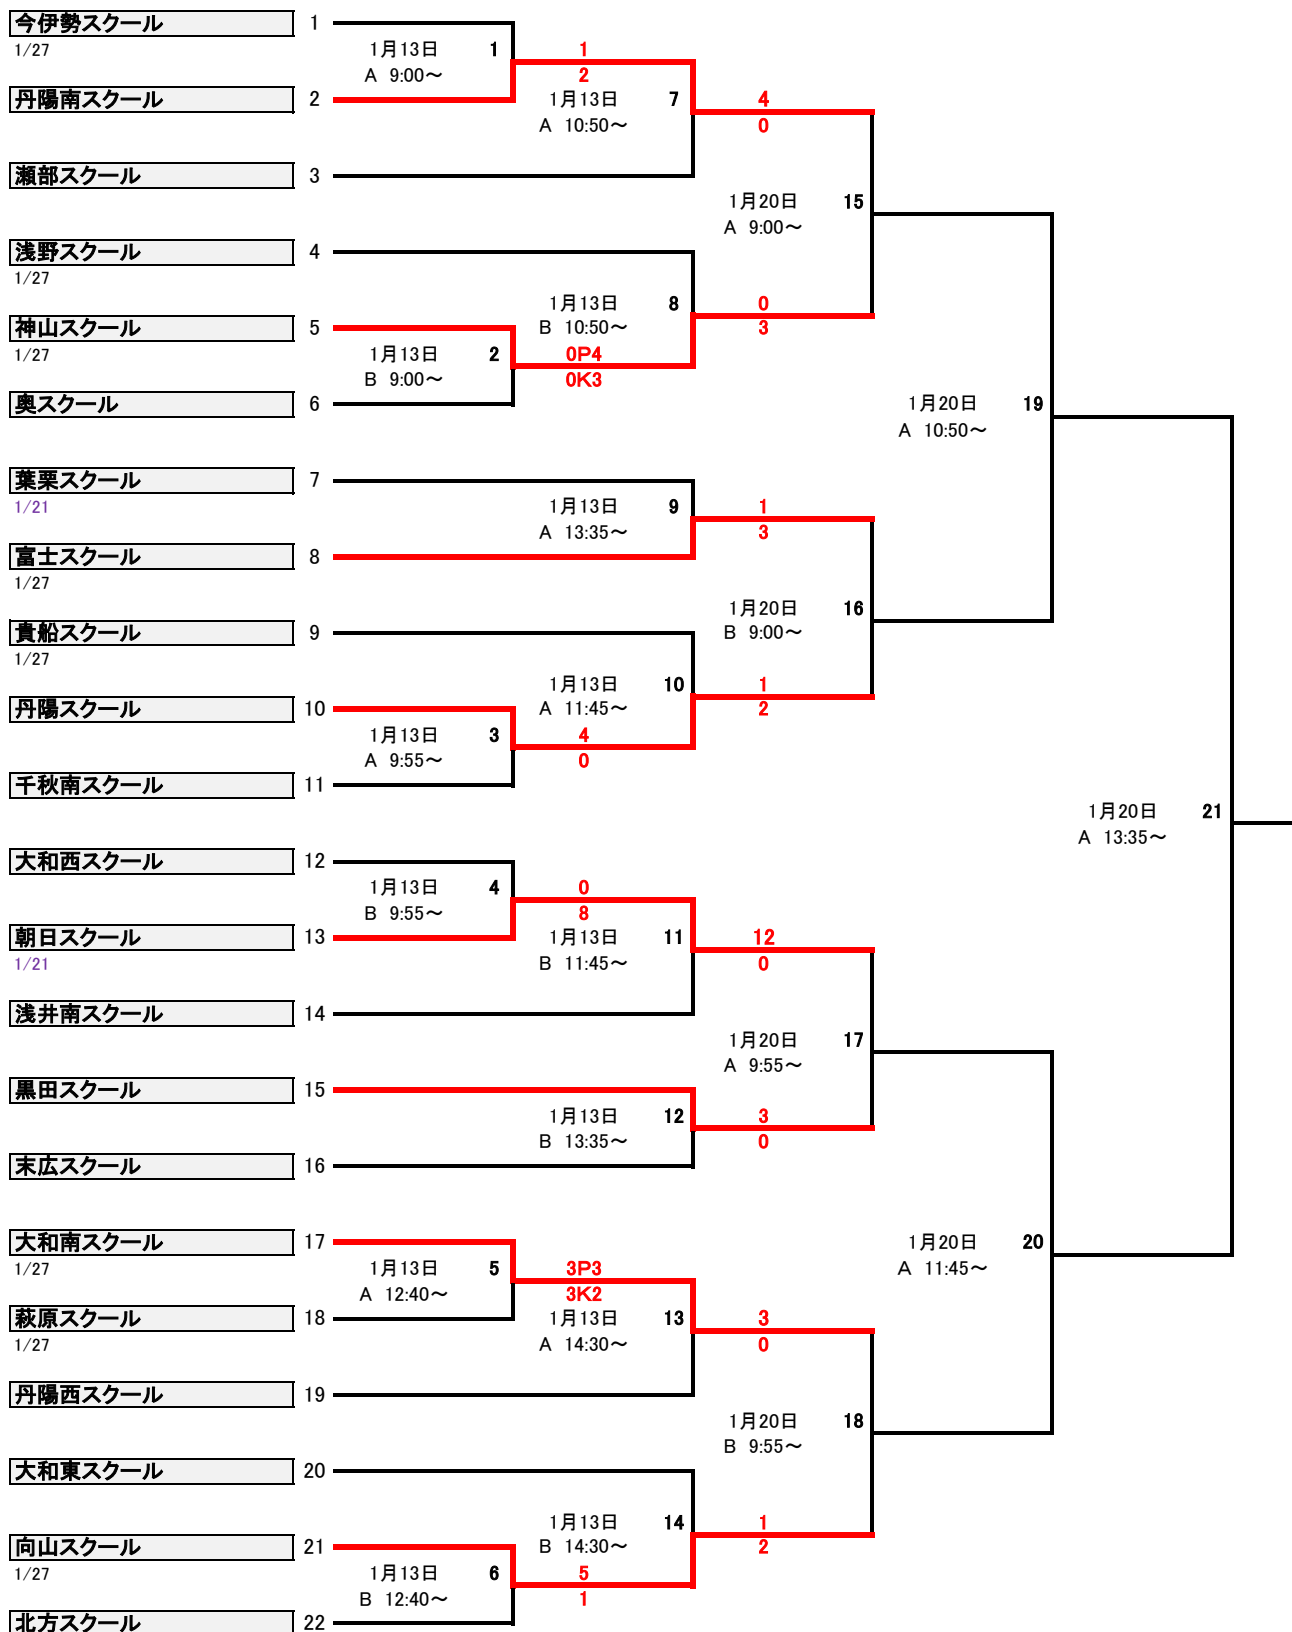 今伊勢スクール 1
1/27
1月13日 1
A 9:00～
1
2
丹陽南スクール 2
1月13日 7
A 10:50～
4
0
瀬部スクール 3
1月20日 15
A 9:00～
浅野スクール 4
1/27
1月13日 8
B 10:50～
0
3
神山スクール 5
1/27
1月13日 2
B 9:00～
0P4
0K3
奥スクール 6
1月20日 19
A 10:50～
葉栗スクール 7
1/21
1月13日 9
A 13:35～
1
3
富士スクール 8
1/27
1月20日 16
B 9:00～
貴船スクール 9
1/27
1月13日 10
A 11:45～
1
2
丹陽スクール 10
1月13日 3
A 9:55～
4
0
千秋南スクール 11
1月20日 21
A 13:35～
大和西スクール 12
1月13日 4
B 9:55～
0
8
朝日スクール 13
1/21
1月13日 11
B 11:45～
12
0
浅井南スクール 14
1月20日 17
A 9:55～
黒田スクール 15
1月13日 12
B 13:35～
3
0
末広スクール 16
大和南スクール 17
1/27
1月13日 5
A 12:40～
3P3
3K2
1月20日 20
A 11:45～
萩原スクール 18
1/27
1月13日 13
A 14:30～
3
0
丹陽西スクール 19
1月20日 18
B 9:55～
大和東スクール 20
1月13日 14
B 14:30～
1
2
向山スクール 21
1/27
1月13日 6
B 12:40～
5
1
北方スクール 22